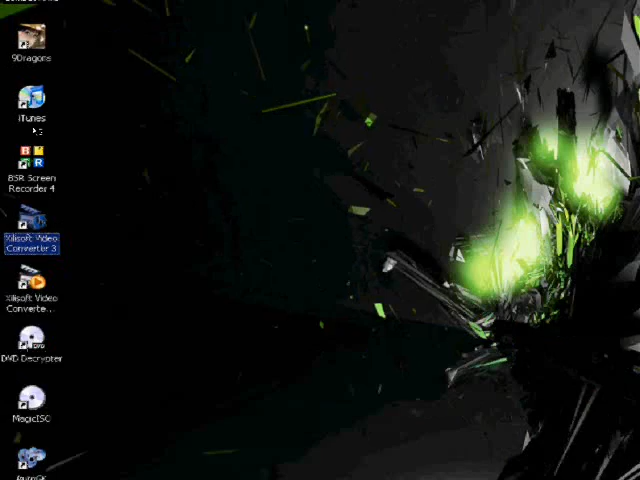 9Dragons
iTunes
BSR Screen
Recorder 4
Xilisoft Video
Converter 3
Xilisoft Video
Converte...
DVD Decrypter
MagicISO